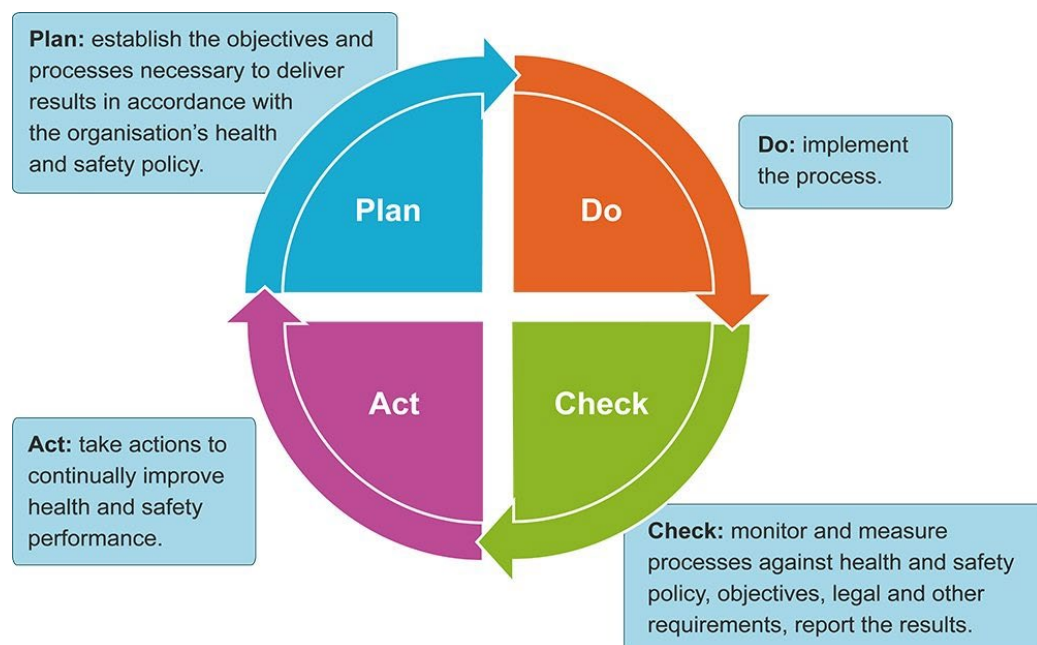 Plan: establish the objectives and
processes necessary to deliver
results in accordance with
the organisation's health
and safety policy.
Plan
Do
Do: implement
the process.
Act
Check
Act: take actions to
continually improve
health and safety
performance.
Check: monitor and measure
processes against health and safety
policy, objectives, legal and other
requirements, report the results.